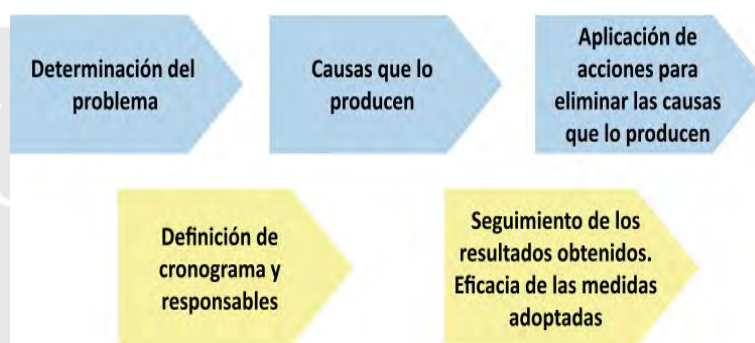 Determinación del
problema
Causas que lo
producen
Aplicación de
acciones para
eliminar las causas
que lo producen
Definición de
cronograma y
responsables
Seguimiento de los
resultados obtenidos.
Eficacia de las medidas
adoptadas